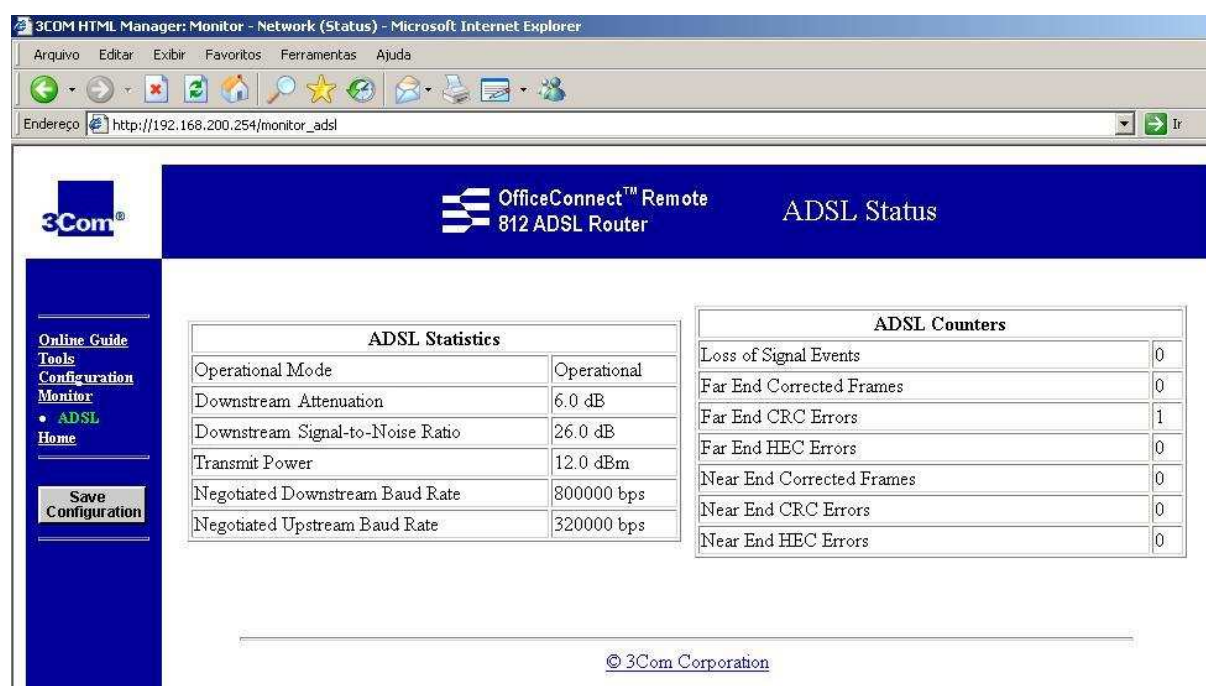 3COM HTML Manager: Monitor - Network (Status) - Microsoft Internet Explorer
Arquivo Editar Exibir Favoritos Ferramentas Ajuda
Endereço http://192.168.200.254/monitor_adsl Ir
3Com®
OfficeConnect™ Remote
812 ADSL Router
ADSL Status
Online Guide
Tools
Configuration
Monitor
• ADSL
Home
Save
Configuration
ADSL Statistics
Operational Mode Operational
Downstream Attenuation 6.0 dB
Downstream Signal-to-Noise Ratio 26.0 dB
Transmit Power 12.0 dBm
Negotiated Downstream Baud Rate 800000 bps
Negotiated Upstream Baud Rate 320000 bps
ADSL Counters
Loss of Signal Events 0
Far End Corrected Frames 0
Far End CRC Errors 1
Far End HEC Errors 0
Near End Corrected Frames 0
Near End CRC Errors 0
Near End HEC Errors 0
© 3Com Corporation